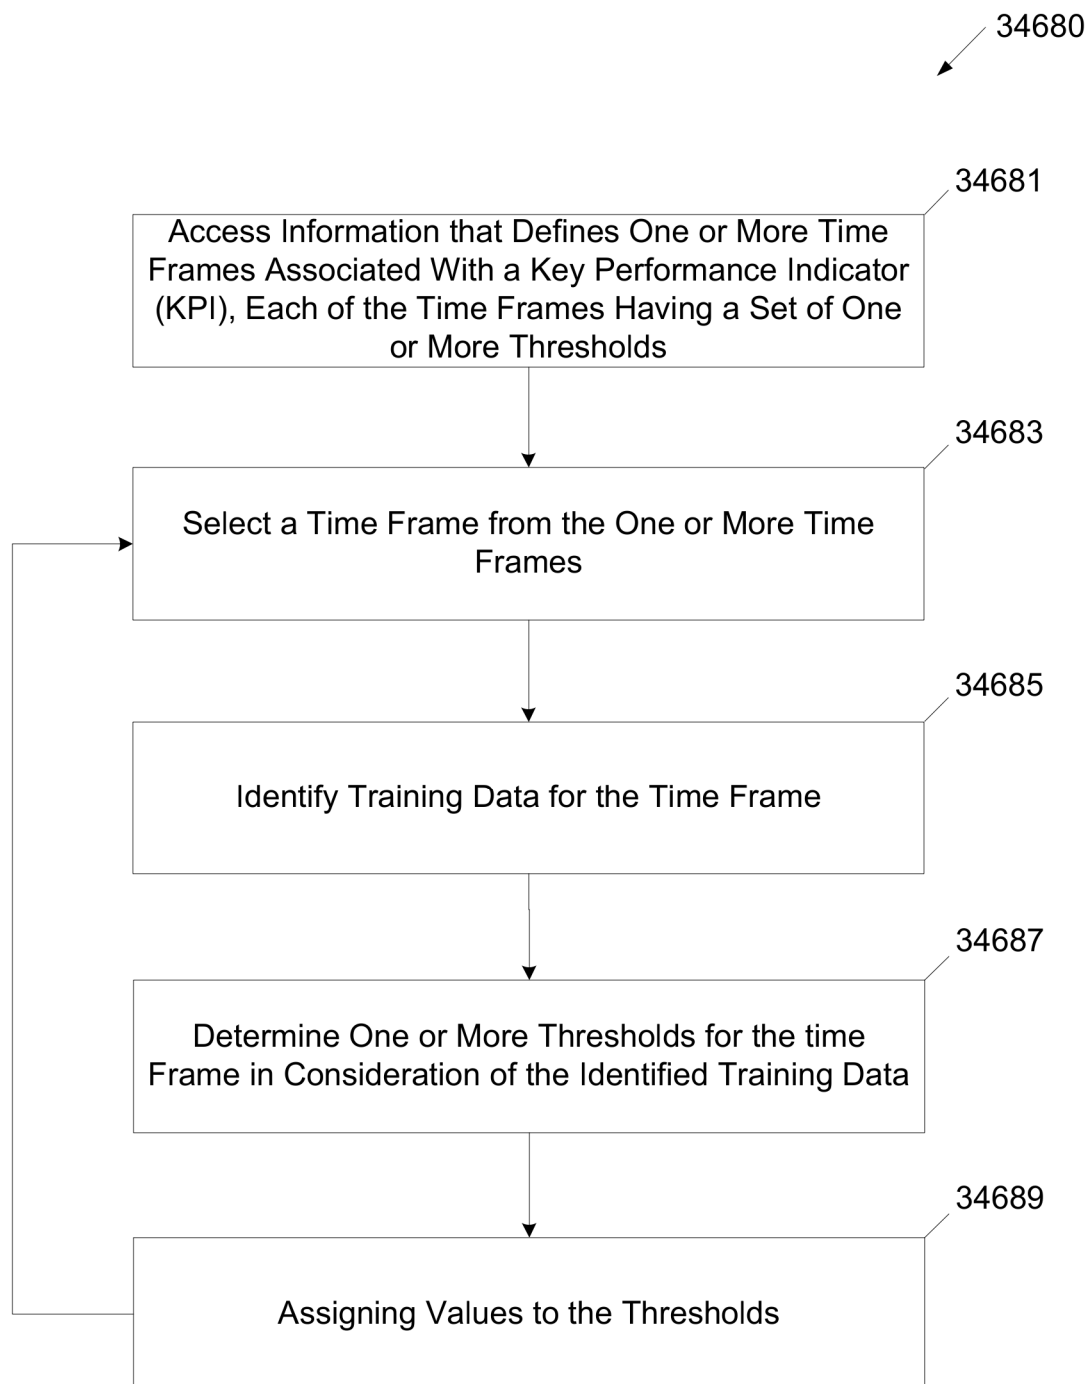 34680
34681
Access Information that Defines One or More Time
Frames Associated With a Key Performance Indicator
(KPI), Each of the Time Frames Having a Set of One
or More Thresholds
34683
Select a Time Frame from the One or More Time
Frames
34685
Identify Training Data for the Time Frame
34687
Determine One or More Thresholds for the time
Frame in Consideration of the Identified Training Data
34689
Assigning Values to the Thresholds